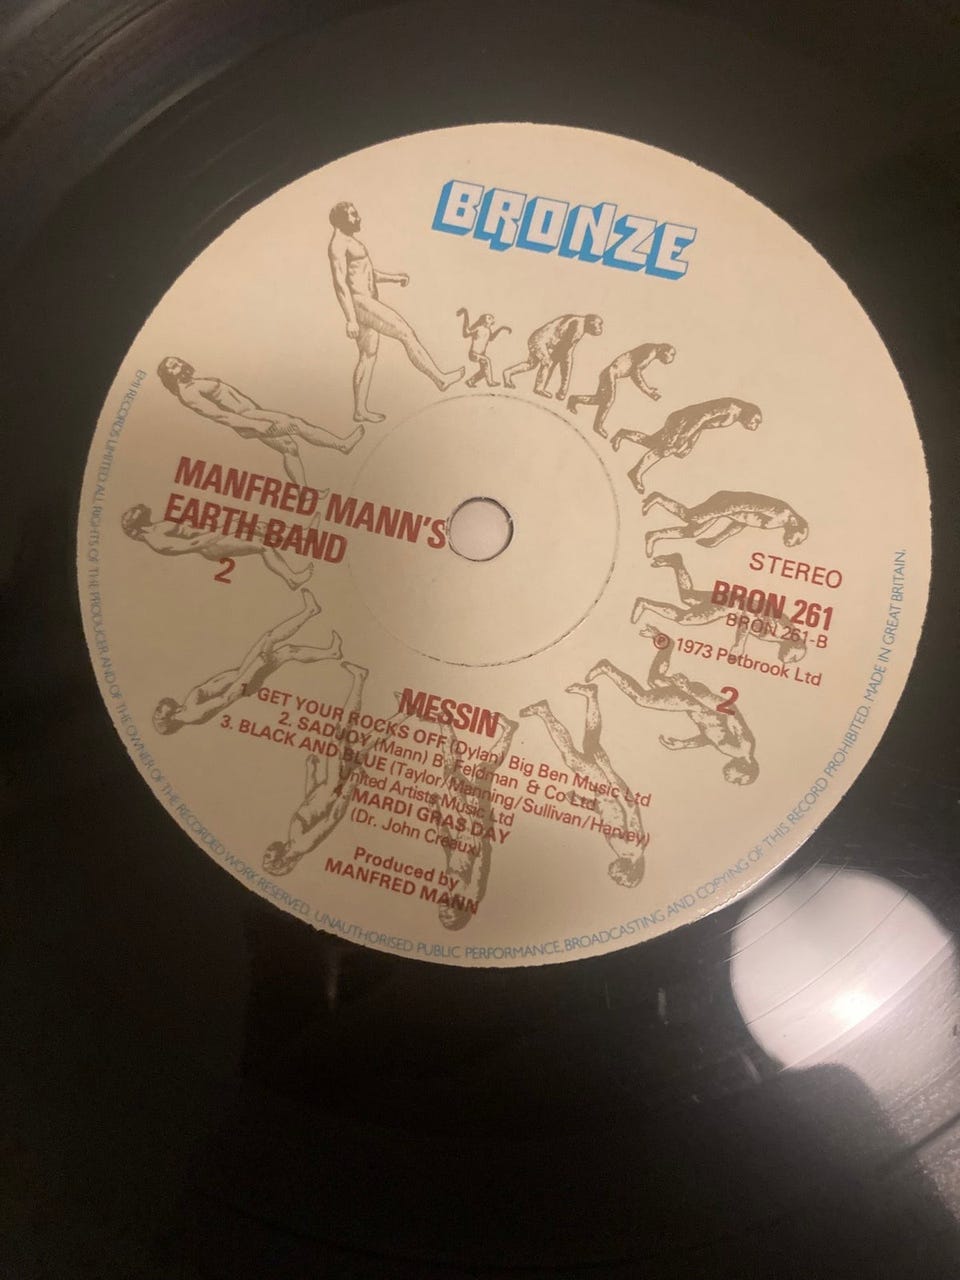 BRONZE
MANFRED MANN'S
EARTH BAND
2
STEREO
BRON 261
BRON 261-B
Ⓟ 1973 Petbrook Ltd
2
MESSIN
1. GET YOUR ROCKS OFF (Dylan) Big Ben Music Ltd
2. SADJOY (Mann) B. Feldman & Co Ltd
3. BLACK AND BLUE (Taylor/Manning/Sullivan/Harvey)
United Artists Music Ltd
4. MARDI GRAS DAY
(Dr. John Creaux)
Produced by
MANFRED MANN
EMI RECORDS LIMITED. ALL RIGHTS OF THE PRODUCER AND OF THE OWNER OF THE RECORDED WORK RESERVED. UNAUTHORISED PUBLIC PERFORMANCE, BROADCASTING AND COPYING OF THIS RECORD PROHIBITED. MADE IN GREAT BRITAIN.